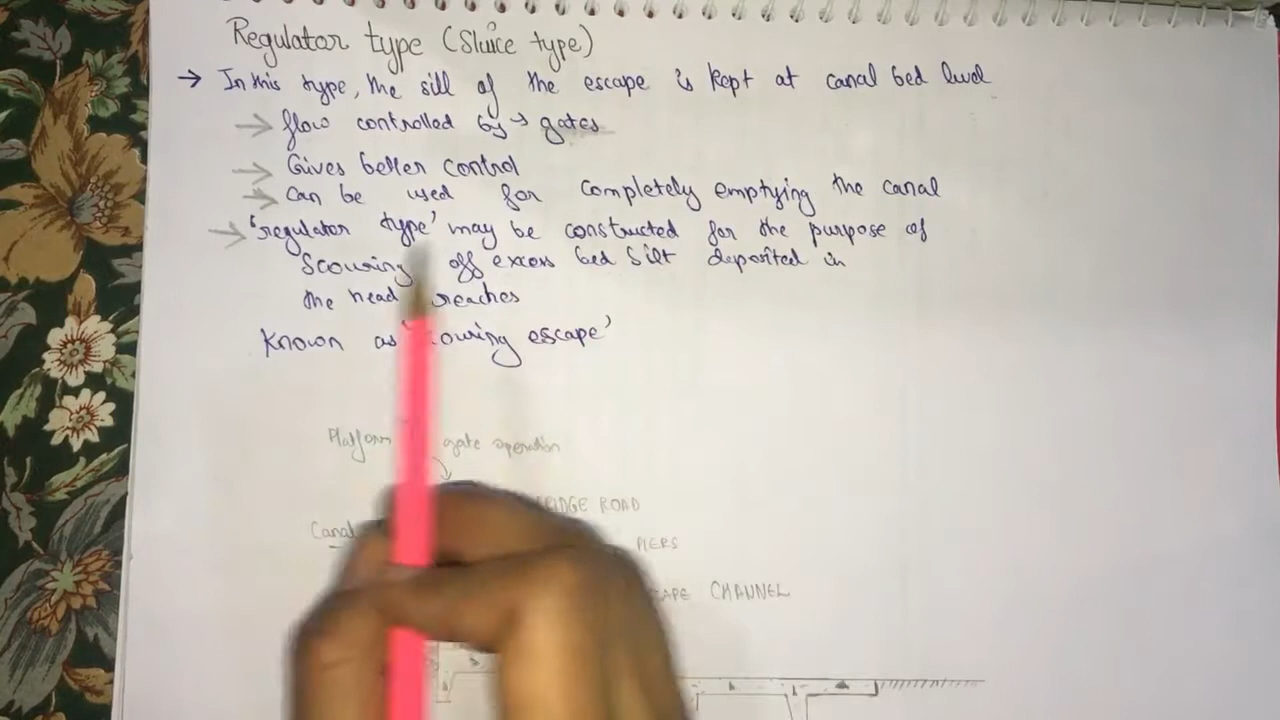 Regulator type (Sluice type)
→ In this type, the sill of the escape is kept at canal bed level
→ flow controlled by → gates
→ Gives better control
→ can be used for completely emptying the canal
→ 'regulator type' may be constructed for the purpose of
scouring off excess bed silt deposited in
the head reaches
Known as escape'
Platform gate operation
ROAD
Canal
PIERS
CHANNEL